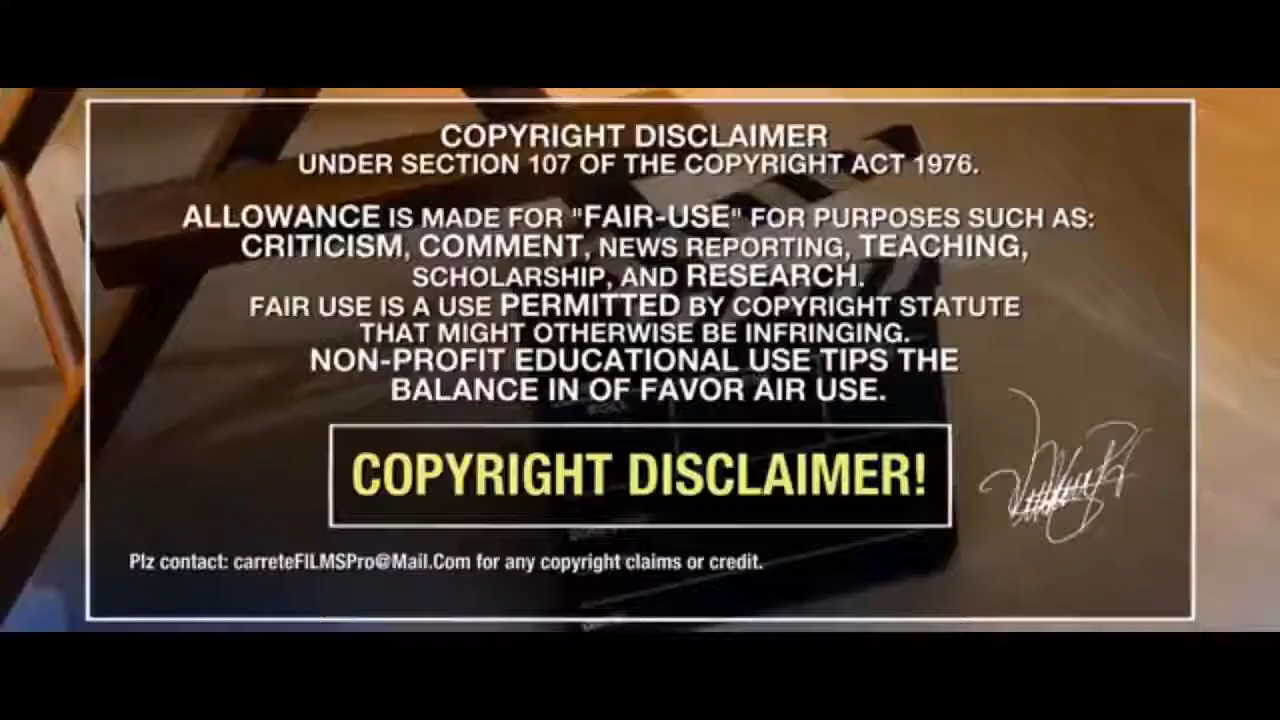 COPYRIGHT DISCLAIMER
UNDER SECTION 107 OF THE COPYRIGHT ACT 1976.
ALLOWANCE IS MADE FOR "FAIR-USE" FOR PURPOSES SUCH AS:
CRITICISM, COMMENT, NEWS REPORTING, TEACHING,
SCHOLARSHIP, AND RESEARCH.
FAIR USE IS A USE PERMITTED BY COPYRIGHT STATUTE
THAT MIGHT OTHERWISE BE INFRINGING.
NON-PROFIT EDUCATIONAL USE TIPS THE
BALANCE IN OF FAVOR AIR USE.
COPYRIGHT DISCLAIMER!
Plz contact: carreteFILMSPro@Mail.Com for any copyright claims or credit.